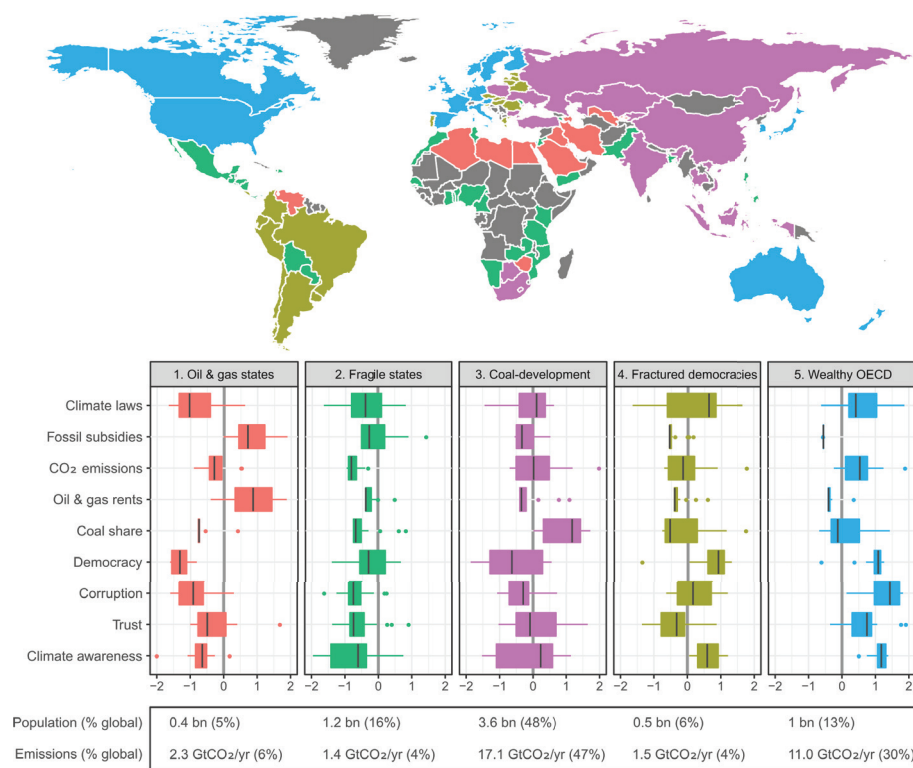 1. Oil & gas states 2. Fragile states 3. Coal-development 4. Fractured democracies 5. Wealthy OECD
Climate laws
Fossil subsidies
CO₂ emissions
Oil & gas rents
Coal share
Democracy
Corruption
Trust
Climate awareness
−2 −1 0 1 2 −2 −1 0 1 2 −2 −1 0 1 2 −2 −1 0 1 2 −2 −1 0 1 2
Population (% global) 0.4 bn (5%) 1.2 bn (16%) 3.6 bn (48%) 0.5 bn (6%) 1 bn (13%)
Emissions (% global) 2.3 GtCO₂/yr (6%) 1.4 GtCO₂/yr (4%) 17.1 GtCO₂/yr (47%) 1.5 GtCO₂/yr (4%) 11.0 GtCO₂/yr (30%)